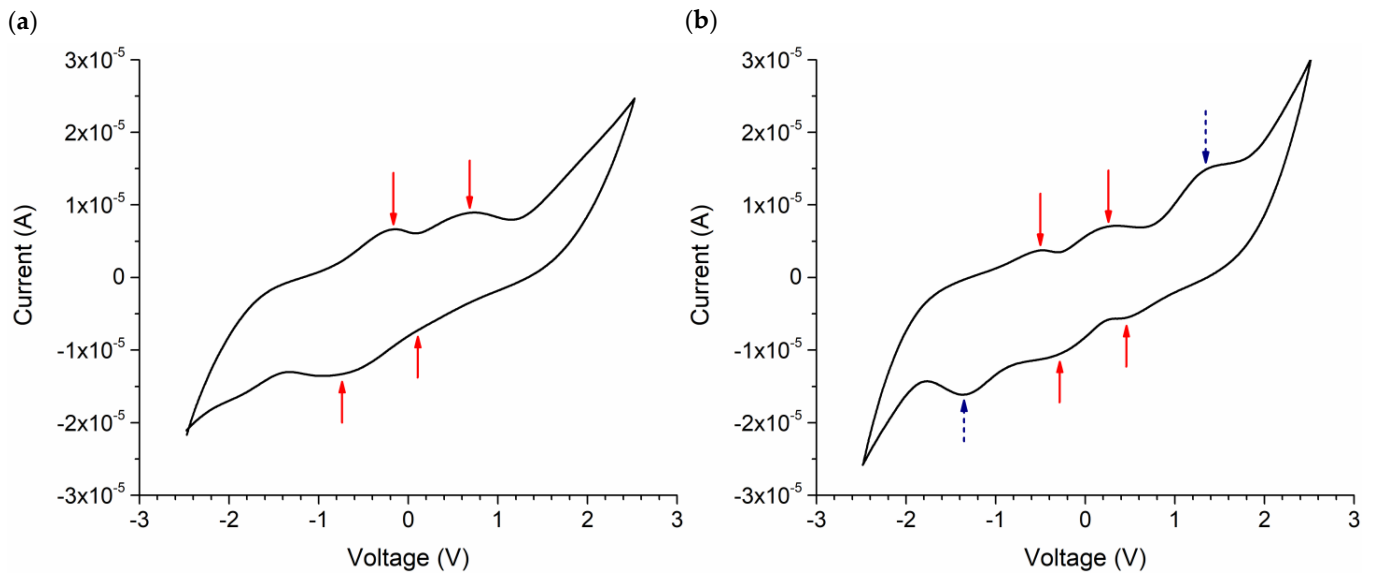 (a)
3x10⁻⁵
2x10⁻⁵
1x10⁻⁵
0
-1x10⁻⁵
-2x10⁻⁵
-3x10⁻⁵
Current (A)
-3 -2 -1 0 1 2 3
Voltage (V)
(b)
3x10⁻⁵
2x10⁻⁵
1x10⁻⁵
0
-1x10⁻⁵
-2x10⁻⁵
-3x10⁻⁵
Current (A)
-3 -2 -1 0 1 2 3
Voltage (V)